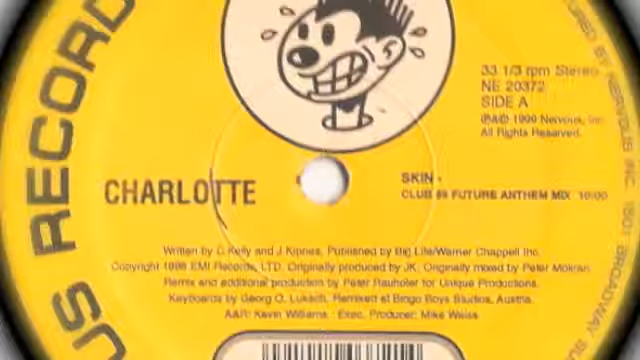 US RECORD
33 1/3 rpm Stereo
NE 20372
SIDE A
℗&© 1999 Nervous, Inc.
All Rights Reserved.
CHARLOTTE
SKIN -
CLUB 69 FUTURE ANTHEM MIX 10:00
Written by C Kelly and J Kipnes, Published by Big Life/Warner Chappell Inc.
Copyright 1998 EMI Records, LTD. Originally produced by JK. Originally mixed by Peter Mokran.
Remix and additional production by Peter Rauhofer for Unique Productions.
Keyboards by Georg O. Lukschi. Remixed at Bingo Boys Studios, Austria.
A&R: Kevin Williams. Exec. Producer: Mike Weiss
BY NERVOUS INC. 1501 BROADWAY